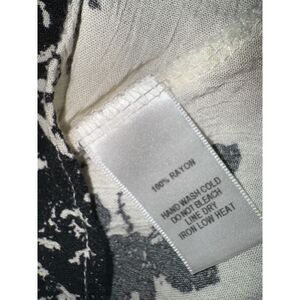 100% RAYON
HAND WASH COLD
DO NOT BLEACH
LINE DRY
IRON LOW HEAT